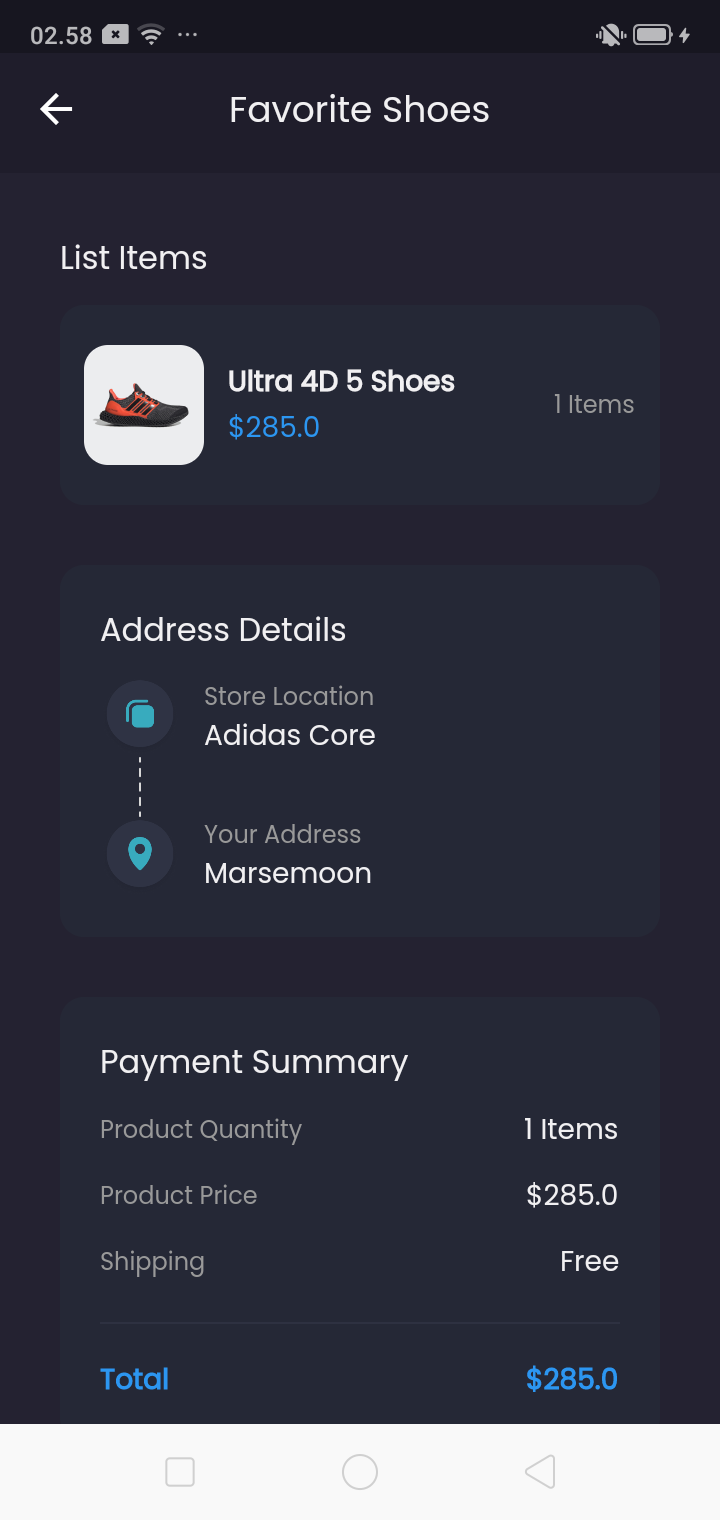 02.58
Favorite Shoes
List Items
Ultra 4D 5 Shoes
$285.0
1 Items
Address Details
Store Location
Adidas Core
Your Address
Marsemoon
Payment Summary
Product Quantity 1 Items
Product Price $285.0
Shipping Free
Total $285.0